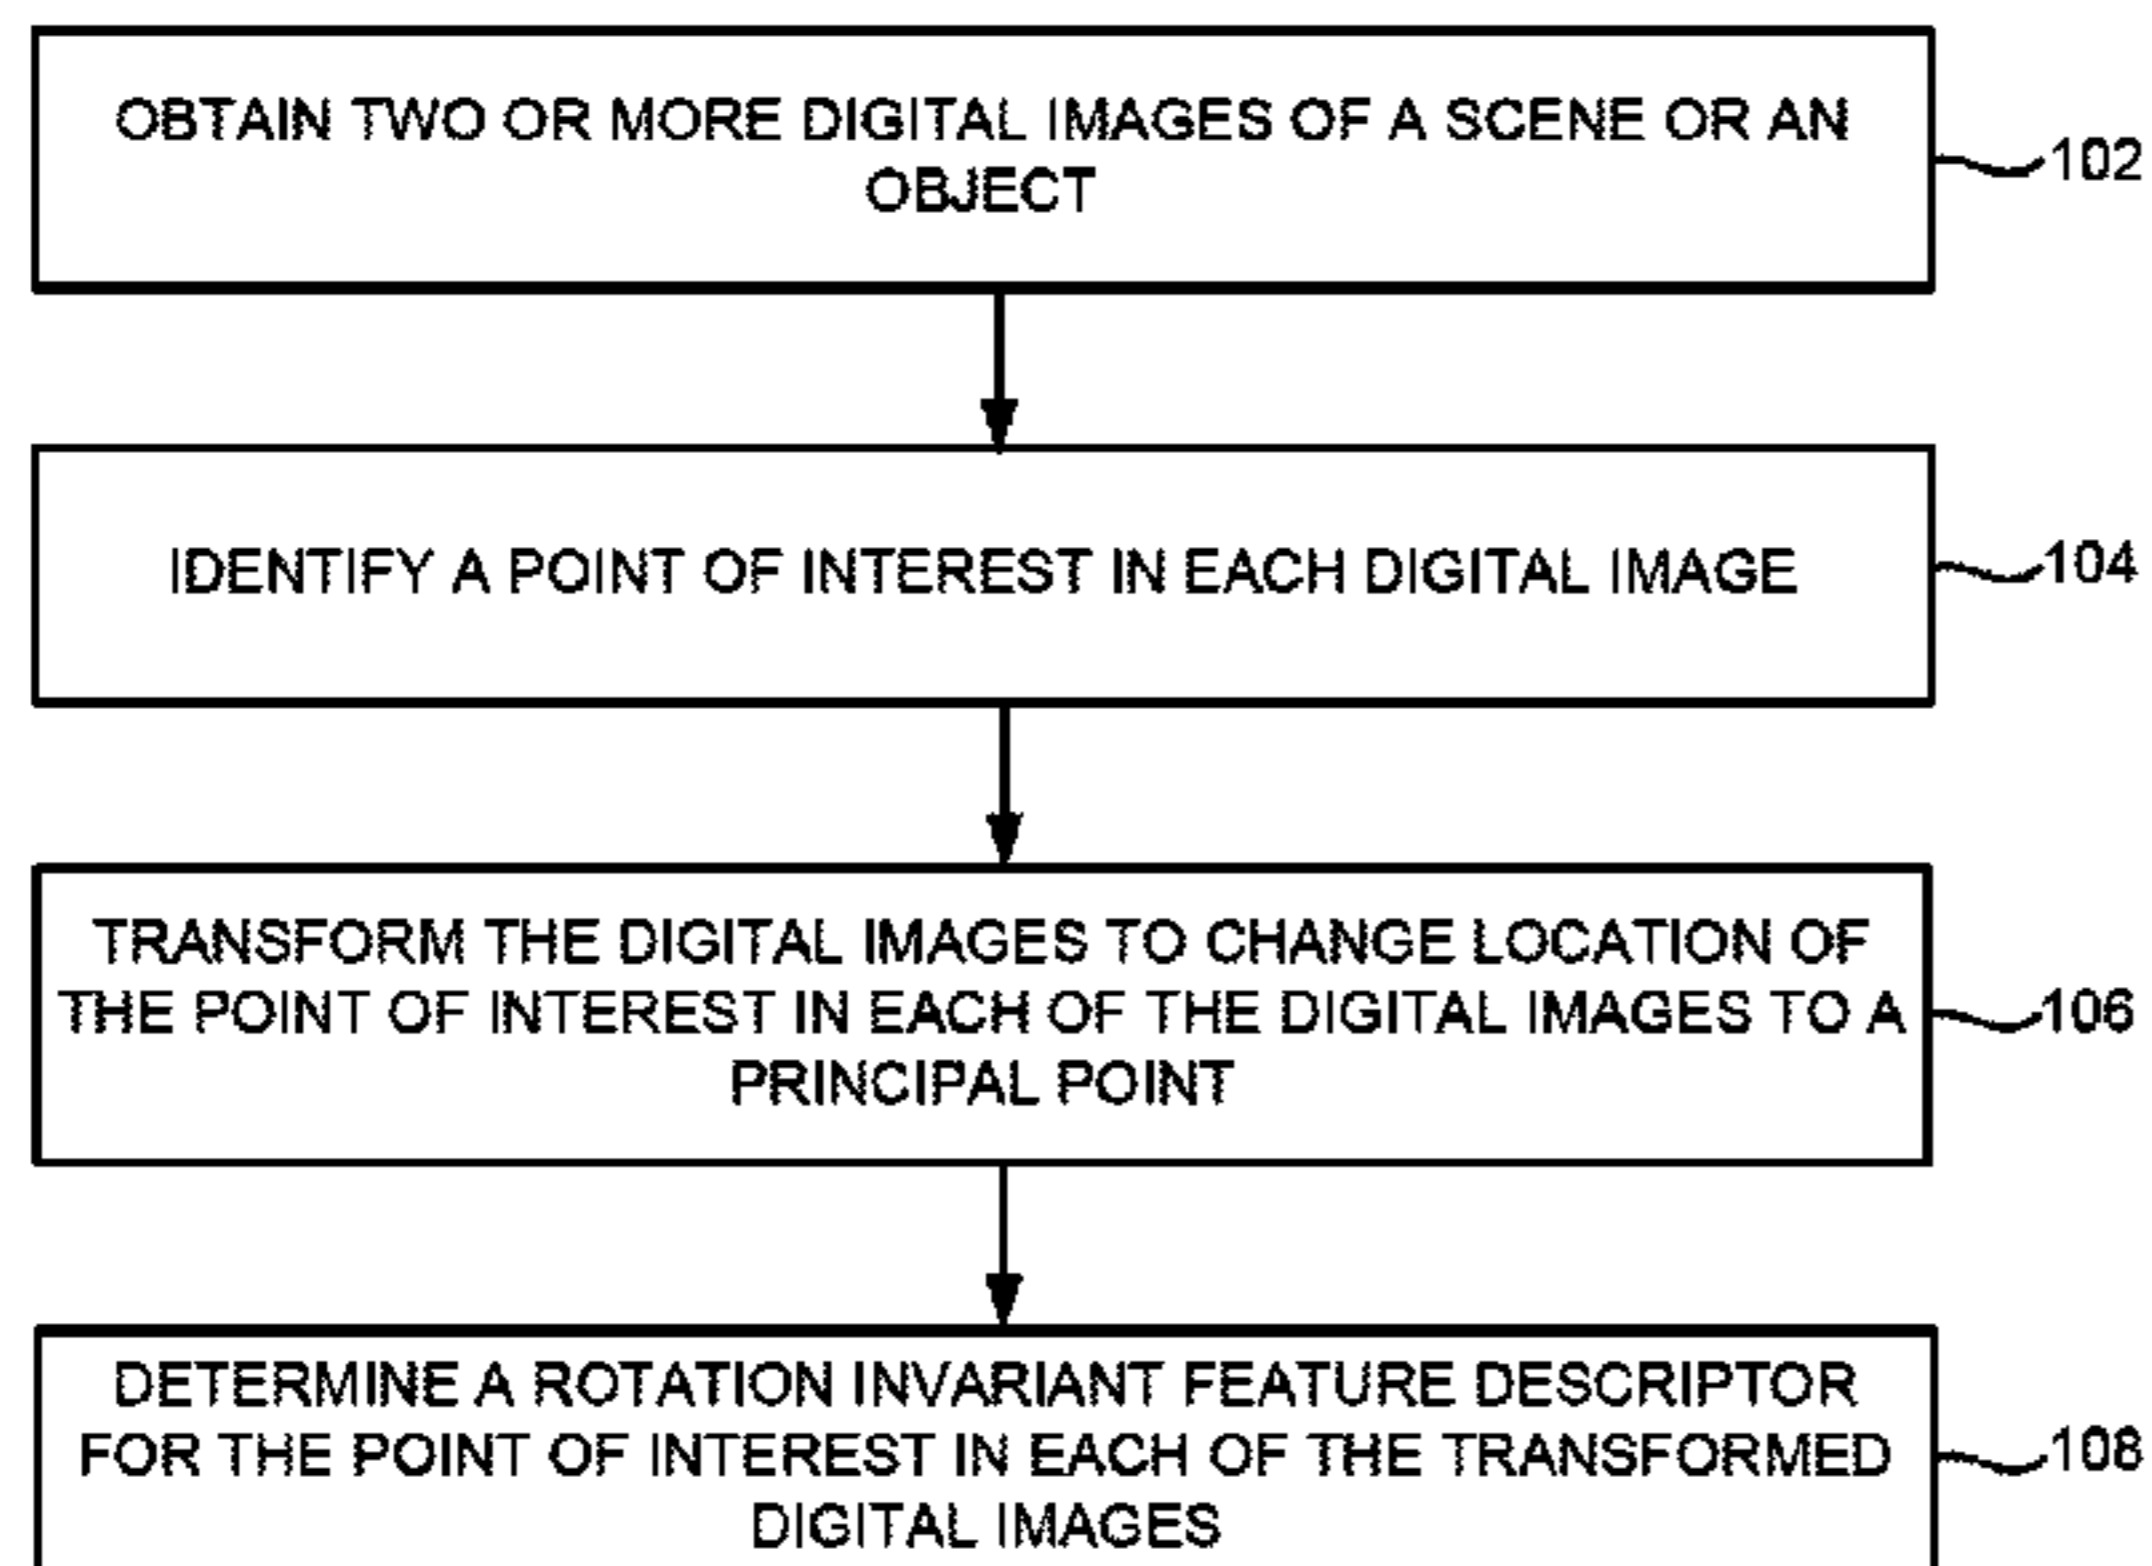 OBTAIN TWO OR MORE DIGITAL IMAGES OF A SCENE OR AN
OBJECT
102
IDENTIFY A POINT OF INTEREST IN EACH DIGITAL IMAGE
104
TRANSFORM THE DIGITAL IMAGES TO CHANGE LOCATION OF
THE POINT OF INTEREST IN EACH OF THE DIGITAL IMAGES TO A
PRINCIPAL POINT
106
DETERMINE A ROTATION INVARIANT FEATURE DESCRIPTOR
FOR THE POINT OF INTEREST IN EACH OF THE TRANSFORMED
DIGITAL IMAGES
108